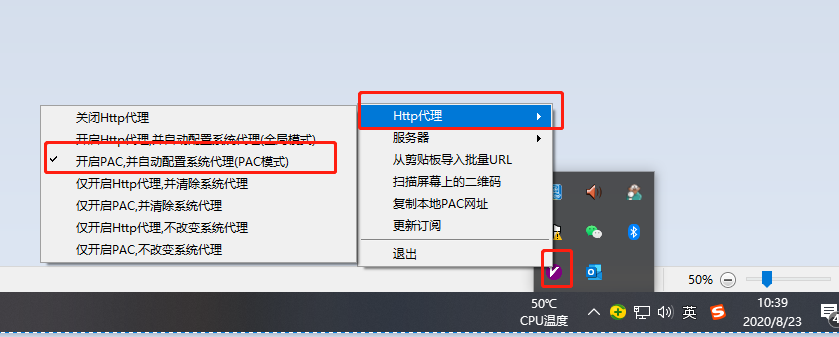 关闭Http代理
开启Http代理,并自动配置系统代理(全局模式)
开启PAC,并自动配置系统代理(PAC模式)
仅开启Http代理,并清除系统代理
仅开启PAC,并清除系统代理
仅开启Http代理,不改变系统代理
仅开启PAC,不改变系统代理
Http代理
服务器
从剪贴板导入批量URL
扫描屏幕上的二维码
复制本地PAC网址
更新订阅
退出
50%
50℃
CPU温度
英
10:39
2020/8/23
4